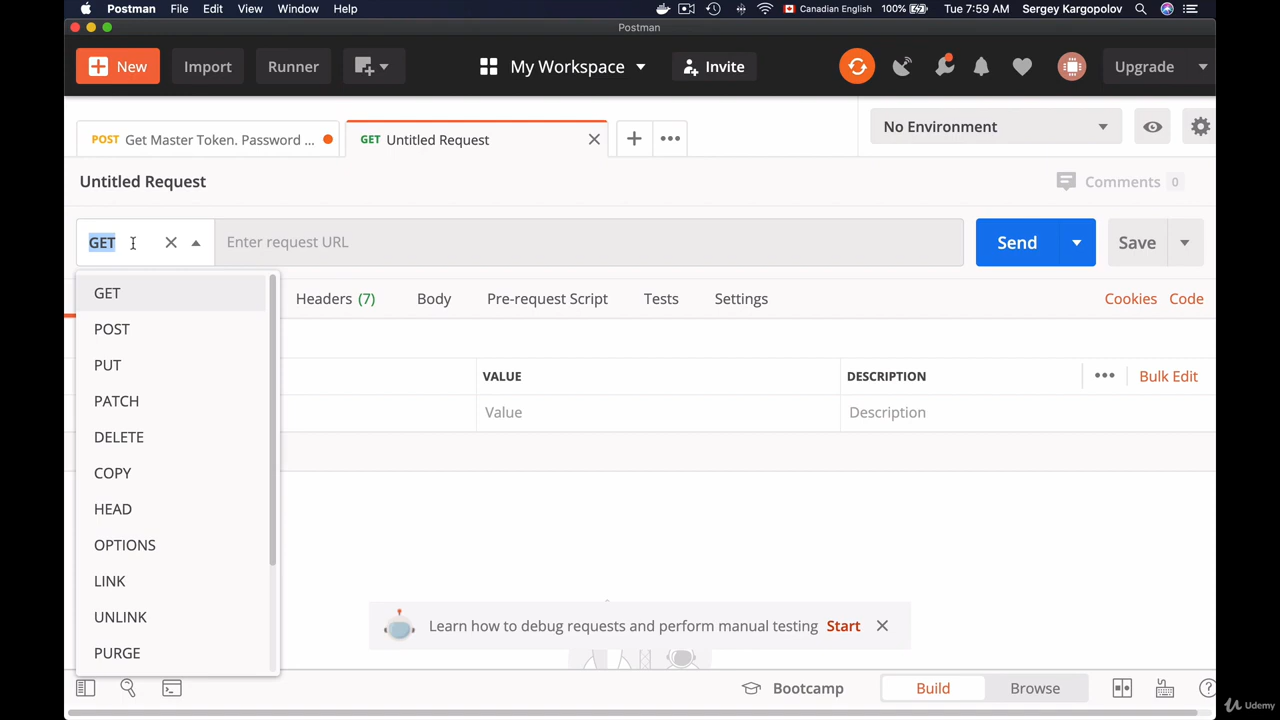 Postman File Edit View Window Help Canadian English 100% Tue 7:59 AM Sergey Kargopolov
Postman
New Import Runner My Workspace Invite Upgrade
POST Get Master Token. Password ... GET Untitled Request No Environment
Untitled Request Comments 0
GET Enter request URL Send Save
Headers (7) Body Pre-request Script Tests Settings Cookies Code
VALUE DESCRIPTION Bulk Edit
Value Description
GET
POST
PUT
PATCH
DELETE
COPY
HEAD
OPTIONS
LINK
UNLINK
PURGE
Learn how to debug requests and perform manual testing Start
Bootcamp Build Browse
Udemy